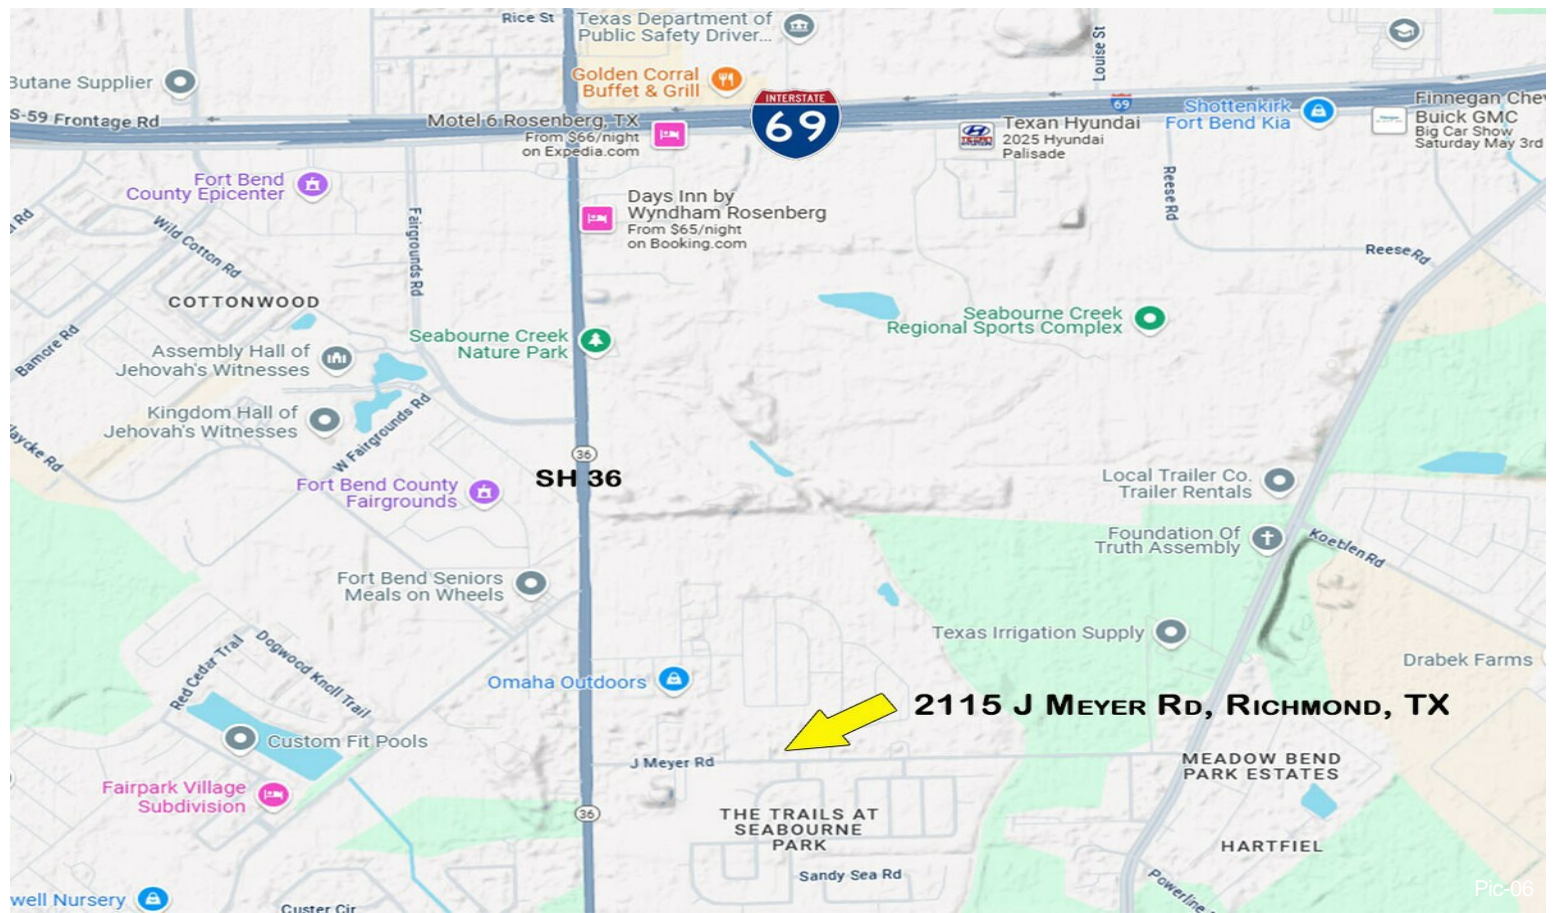 Rice St
Texas Department of
Public Safety Driver...
Louise St
Butane Supplier
Golden Corral
Buffet & Grill
INTERSTATE
69
69
Shottenkirk
Fort Bend Kia
Finnegan Chev
Buick GMC
Big Car Show
Saturday May 3rd
S-59 Frontage Rd
Motel 6 Rosenberg, TX
From $66/night
on Expedia.com
Texan Hyundai
2025 Hyundai
Palisade
Fort Bend
County Epicenter
Days Inn by
Wyndham Rosenberg
From $65/night
on Booking.com
Reese Rd
Reese Rd
Rd
Wild Cotton Rd
Fairgrounds Rd
COTTONWOOD
Seabourne Creek
Regional Sports Complex
Seabourne Creek
Nature Park
Bamore Rd
Assembly Hall of
Jehovah's Witnesses
Kingdom Hall of
Jehovah's Witnesses
W Fairgrounds Rd
aycke Rd
36
SH 36
Fort Bend County
Fairgrounds
Local Trailer Co.
Trailer Rentals
Foundation Of
Truth Assembly
Koeblen Rd
Fort Bend Seniors
Meals on Wheels
Texas Irrigation Supply
Drabek Farms
Red Cedar Trail
Dogwood Knoll Trail
Omaha Outdoors
2115 J Meyer Rd, Richmond, TX
Custom Fit Pools
J Meyer Rd
MEADOW BEND
PARK ESTATES
Fairpark Village
Subdivision
36
THE TRAILS AT
SEABOURNE
PARK
HARTFIEL
Sandy Sea Rd
Powerline
well Nursery
Custer Cir
Pic-06